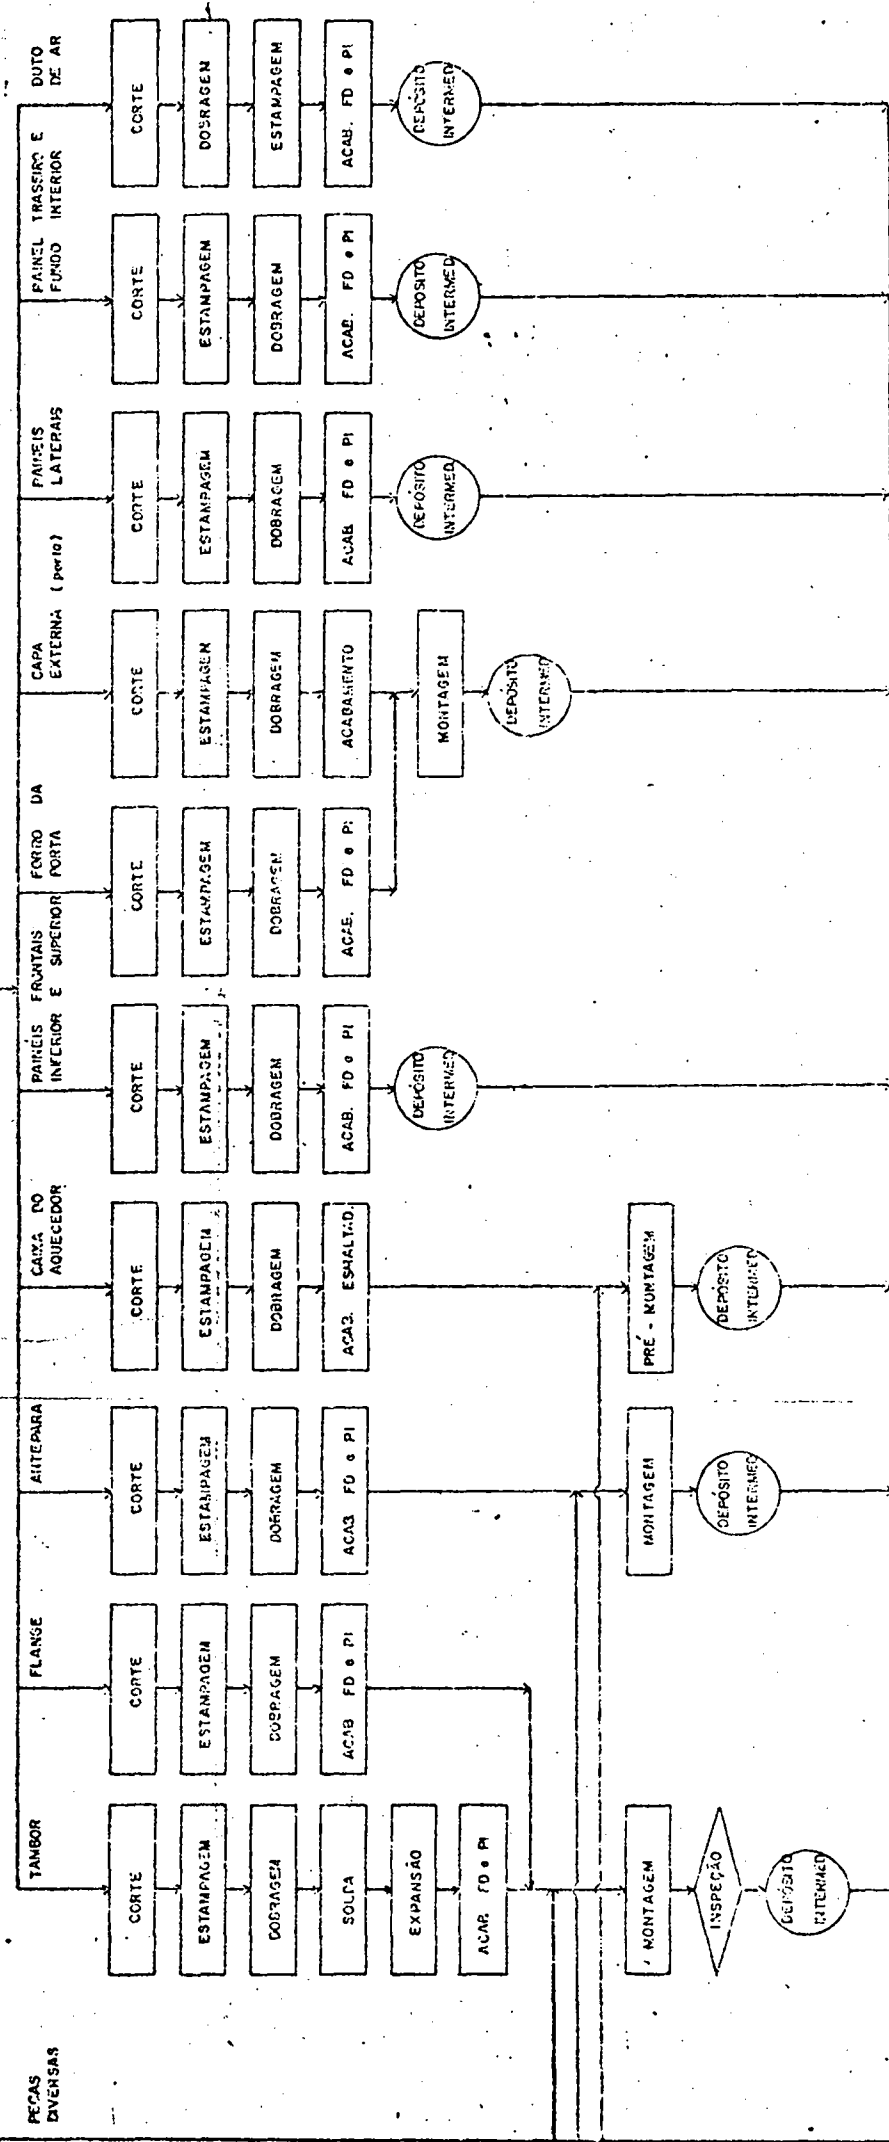 PEÇAS
DIVERSAS
TAMBOR
CORTE
ESTAMPAGEM
DOBRAGEM
SOLDA
EXPANSÃO
ACAB. FD e PI
MONTAGEM
INSPEÇÃO
DEPÓSITO
INTERMED
FLANGE
CORTE
ESTAMPAGEM
DOBRAGEM
ACAB FD e PI
ANTEPARA
CORTE
ESTAMPAGEM
DOBRAGEM
ACAB FD e PI
MONTAGEM
DEPÓSITO
INTERMED
CAIXA DO
AQUECEDOR
CORTE
ESTAMPAGEM
DOBRAGEM
ACAB. ESMALTAD.
PRÉ - MONTAGEM
DEPÓSITO
INTERMED
PAINÉIS FRONTAIS
INFERIOR E SUPERIOR
CORTE
ESTAMPAGEM
DOBRAGEM
ACAB. FD e PI
DEPÓSITO
INTERMED
FORRO DA
PORTA
CORTE
ESTAMPAGEM
DOBRAGEM
ACAB. FD e PI
CAPA
EXTERNA (porta)
CORTE
ESTAMPAGEM
DOBRAGEM
ACABAMENTO
MONTAGEM
DEPÓSITO
INTERMED
PAINEIS
LATERAIS
CORTE
ESTAMPAGEM
DOBRAGEM
ACAB FD e PI
DEPÓSITO
INTERMED.
PAINEL TRASEIRO E
FUNDO INTERIOR
CORTE
ESTAMPAGEM
DOBRAGEM
ACAB. FD e PI
DEPOSITO
INTERMED
DUTO
DE AR
CORTE
DOBRAGEM
ESTAMPAGEM
ACAB. FD e PI
DEPÓSITO
INTERMED